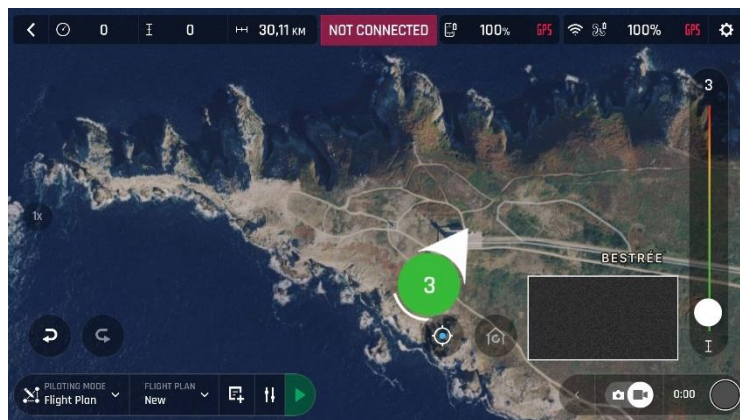 0
0
30,11 км
NOT CONNECTED
100%
GPS
100%
GPS
3
1x
3
BESTRÉE
PILOTING MODE
Flight Plan
FLIGHT PLAN
New
0:00